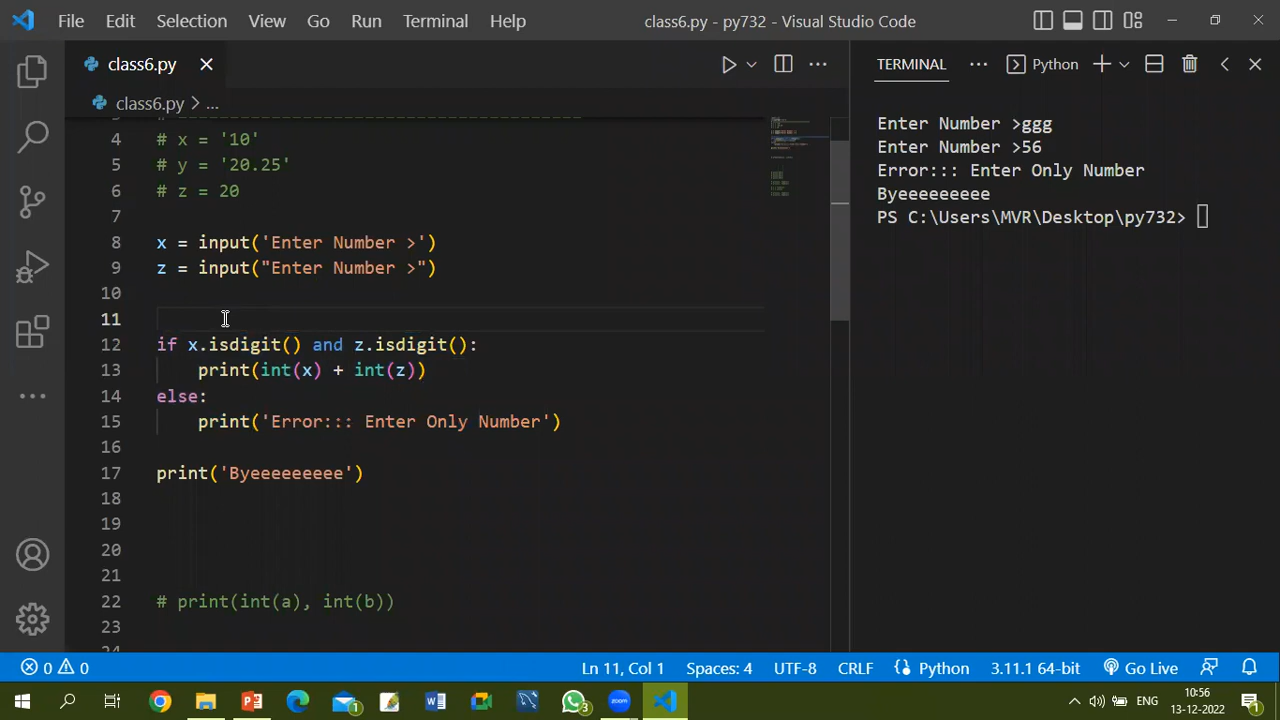 File Edit Selection View Go Run Terminal Help class6.py - py732 - Visual Studio Code
class6.py
class6.py > ...
4 # x = '10'
5 # y = '20.25'
6 # z = 20
7
8 x = input('Enter Number >')
9 z = input("Enter Number >")
10
11
12 if x.isdigit() and z.isdigit():
13 print(int(x) + int(z))
14 else:
15 print('Error::: Enter Only Number')
16
17 print('Byeeeeeeeee')
18
19
20
21
22 # print(int(a), int(b))
23
TERMINAL ... Python
Enter Number >ggg
Enter Number >56
Error::: Enter Only Number
Byeeeeeeeee
PS C:\Users\MVR\Desktop\py732>
0 0 Ln 11, Col 1 Spaces: 4 UTF-8 CRLF Python 3.11.1 64-bit Go Live
1 3 zoom ENG 10:56 1
13-12-2022